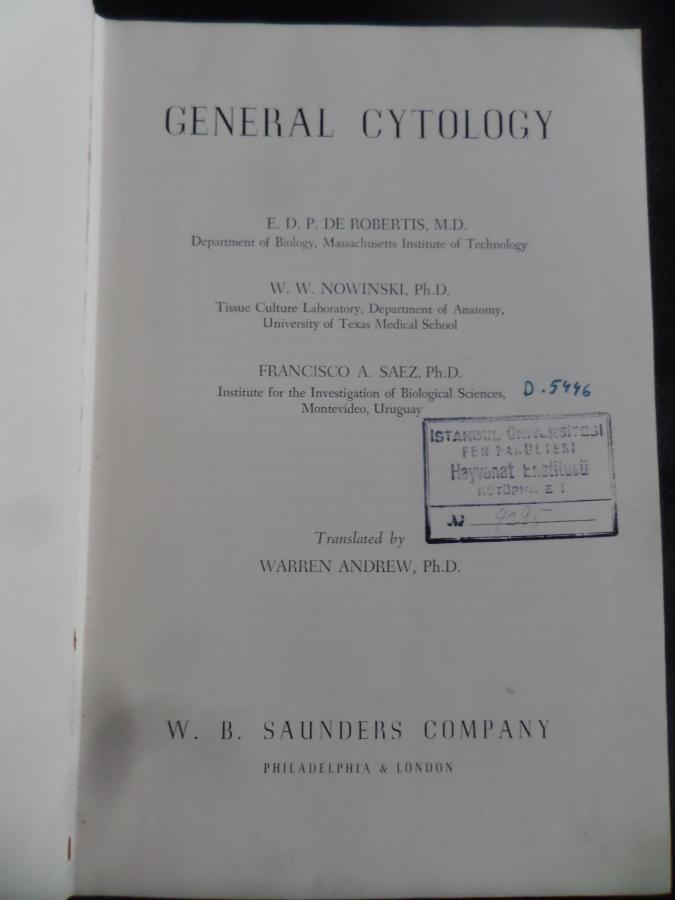 GENERAL CYTOLOGY
E. D. P. DE ROBERTIS, M.D.
Department of Biology, Massachusetts Institute of Technology
W. W. NOWINSKI, Ph.D.
Tissue Culture Laboratory, Department of Anatomy,
University of Texas Medical School
FRANCISCO A. SAEZ, Ph.D.
Institute for the Investigation of Biological Sciences,
Montevideo, Uruguay
D.5446
İSTANBUL ÜNİVERSİTESİ
FEN FAKÜLTESİ
Hayvanat Enstitüsü
№ 4295
Translated by
WARREN ANDREW, Ph.D.
W. B. SAUNDERS COMPANY
PHILADELPHIA & LONDON